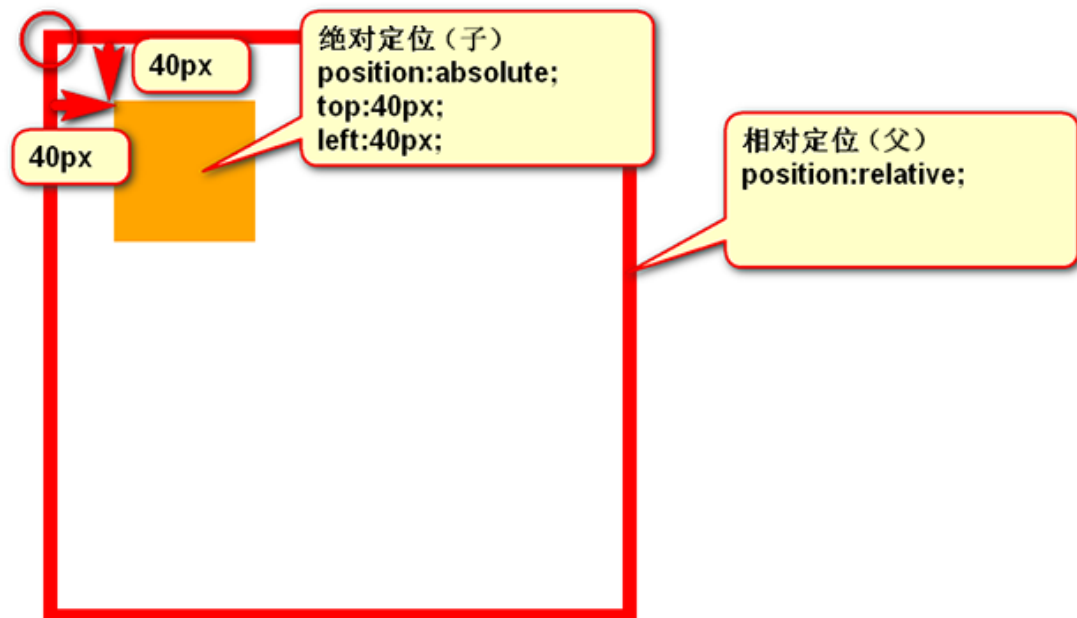 40px
40px
绝对定位（子）
position:absolute;
top:40px;
left:40px;
相对定位（父）
position:relative;